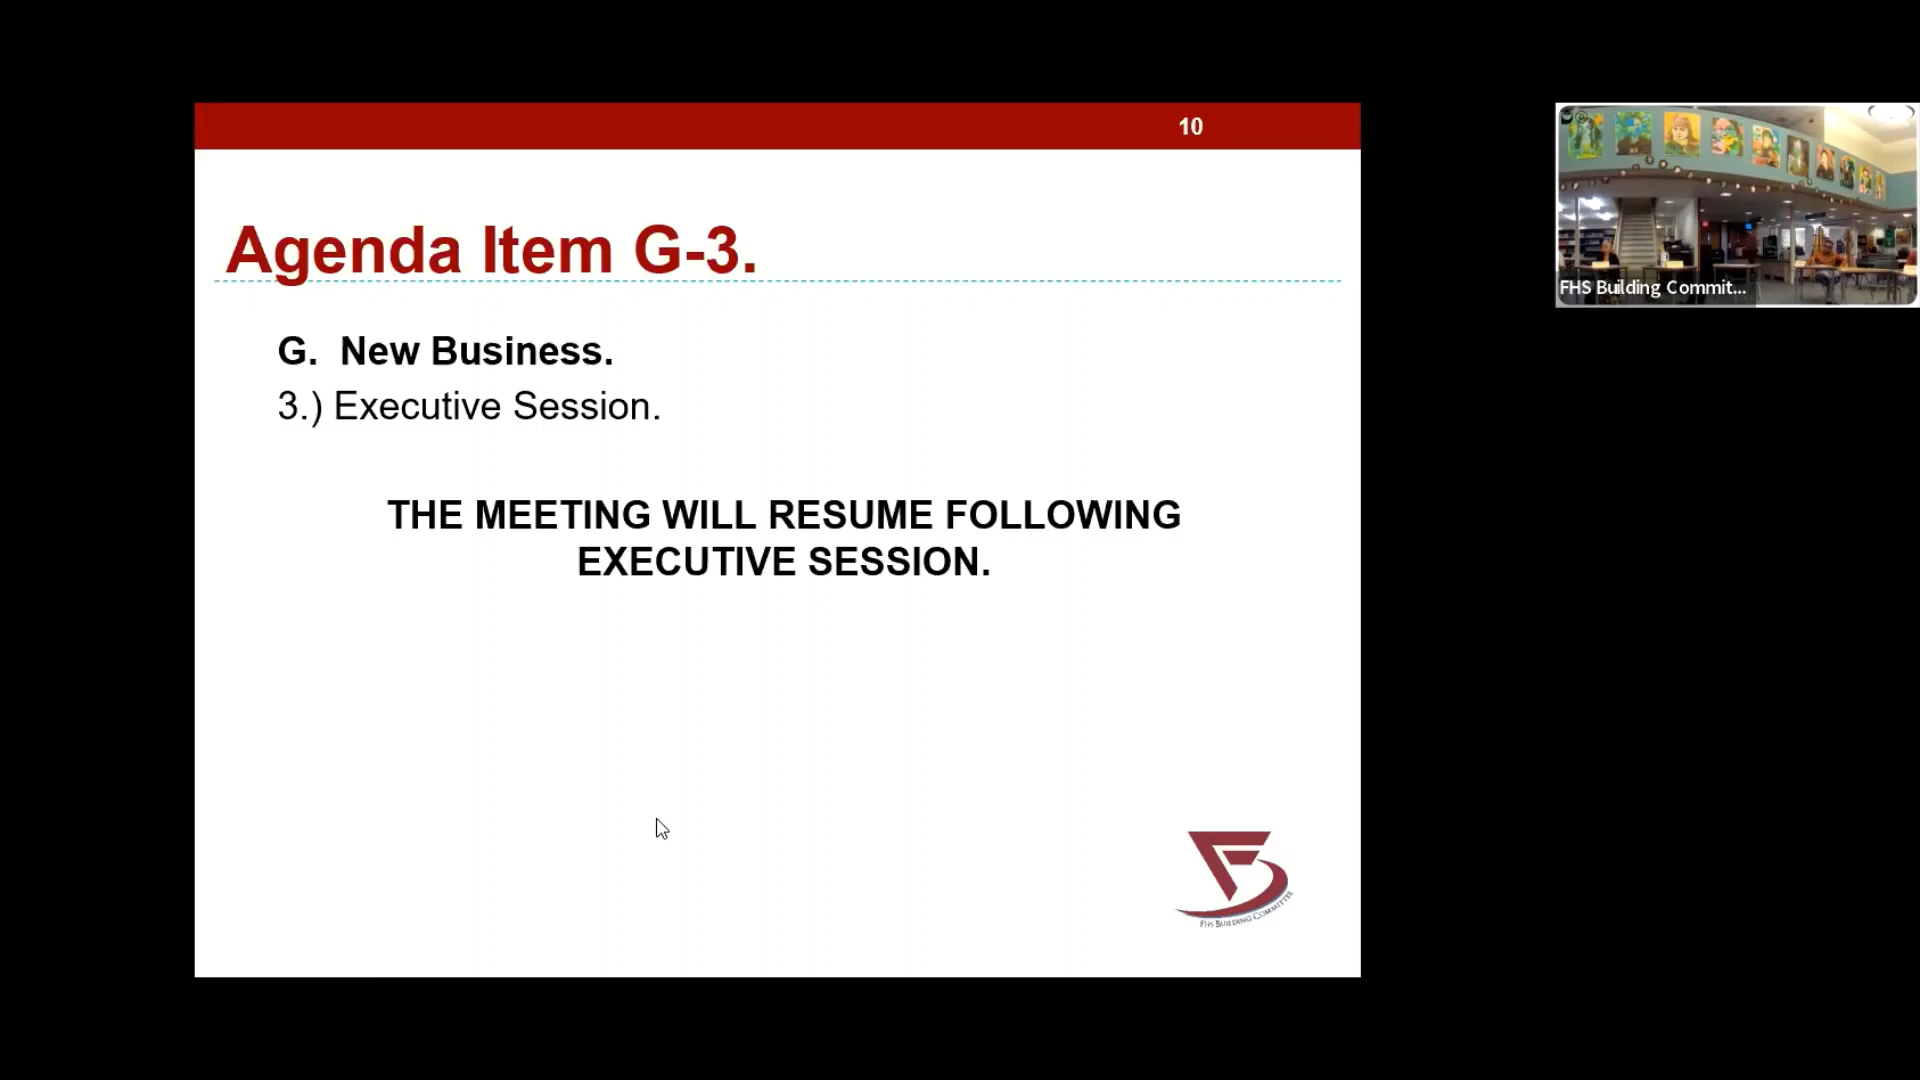 10
Agenda Item G-3.
G. New Business.
3.) Executive Session.
THE MEETING WILL RESUME FOLLOWING
EXECUTIVE SESSION.
FHS BUILDING COMMITTEE
FHS Building Commit...